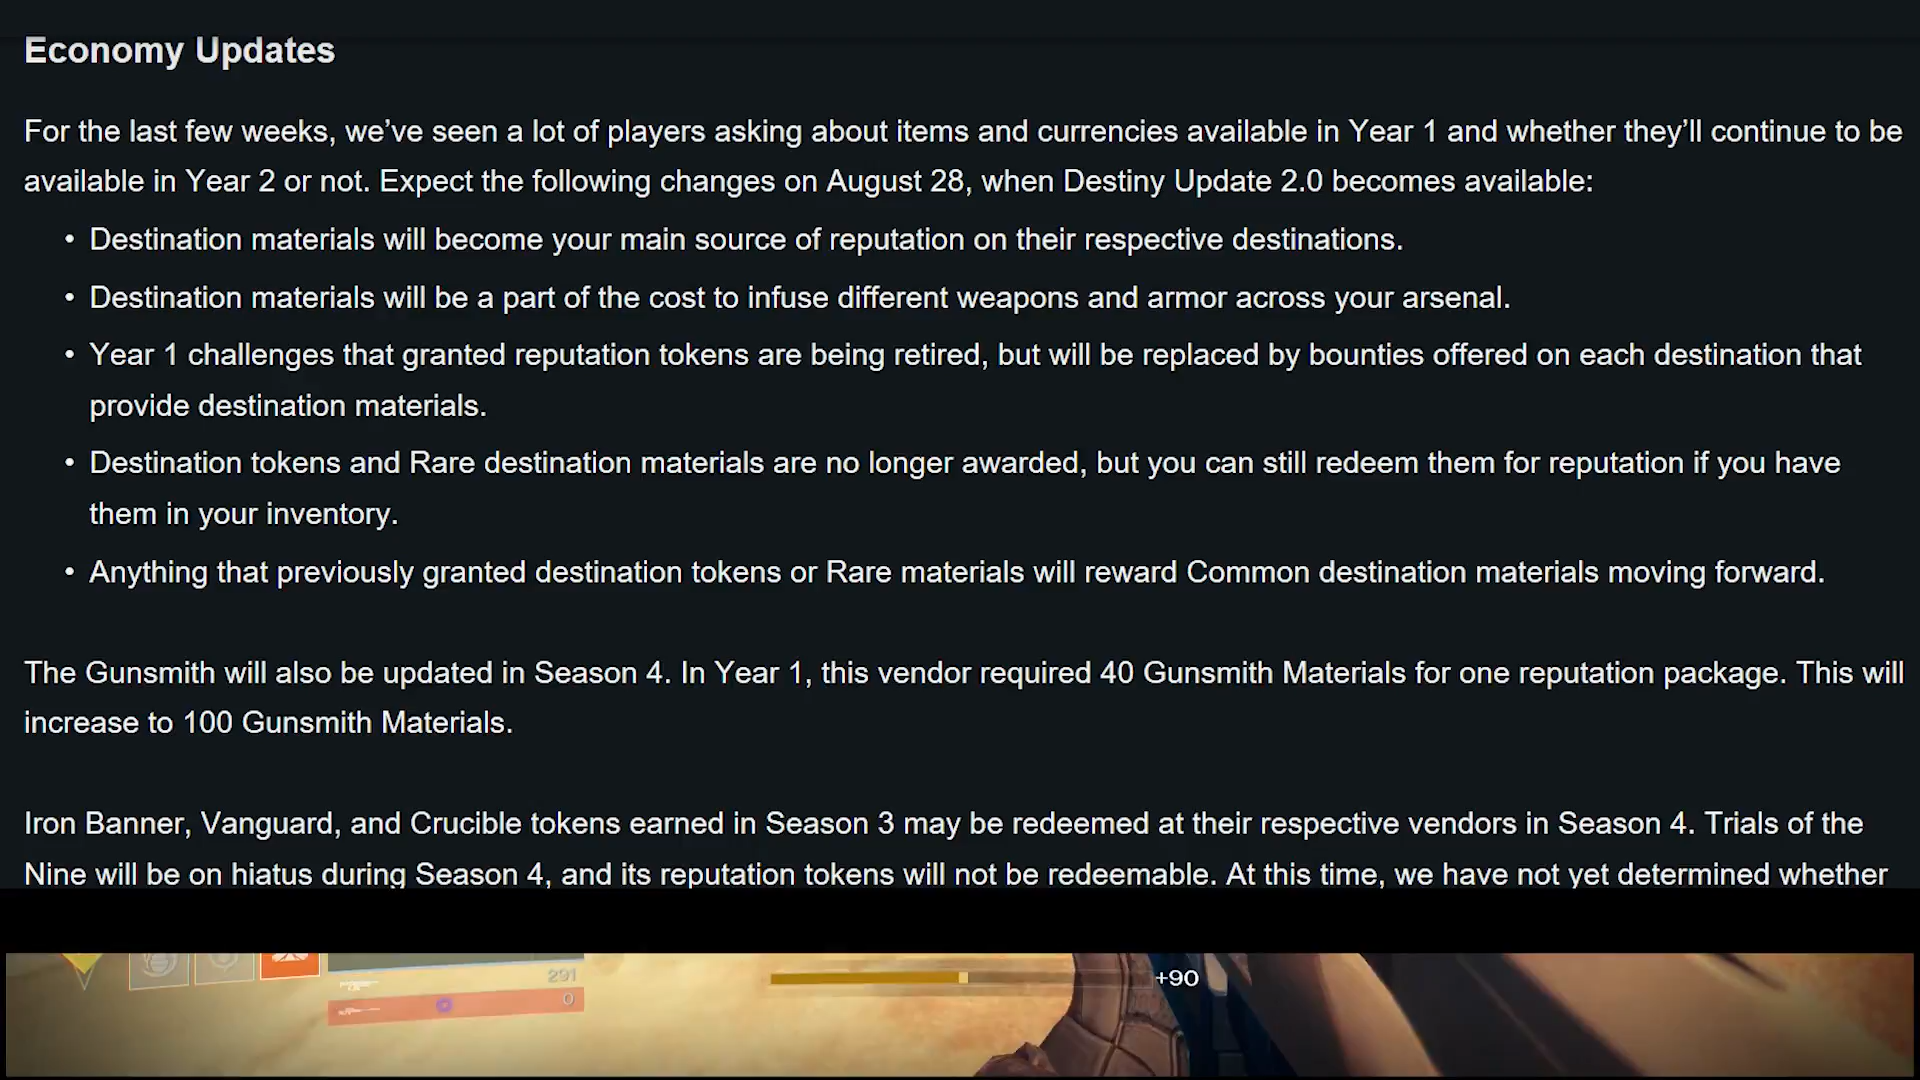 Economy Updates
For the last few weeks, we’ve seen a lot of players asking about items and currencies available in Year 1 and whether they’ll continue to be
available in Year 2 or not. Expect the following changes on August 28, when Destiny Update 2.0 becomes available:
• Destination materials will become your main source of reputation on their respective destinations.
• Destination materials will be a part of the cost to infuse different weapons and armor across your arsenal.
• Year 1 challenges that granted reputation tokens are being retired, but will be replaced by bounties offered on each destination that
provide destination materials.
• Destination tokens and Rare destination materials are no longer awarded, but you can still redeem them for reputation if you have
them in your inventory.
• Anything that previously granted destination tokens or Rare materials will reward Common destination materials moving forward.
The Gunsmith will also be updated in Season 4. In Year 1, this vendor required 40 Gunsmith Materials for one reputation package. This will
increase to 100 Gunsmith Materials.
Iron Banner, Vanguard, and Crucible tokens earned in Season 3 may be redeemed at their respective vendors in Season 4. Trials of the
Nine will be on hiatus during Season 4, and its reputation tokens will not be redeemable. At this time, we have not yet determined whether
291
+90
0